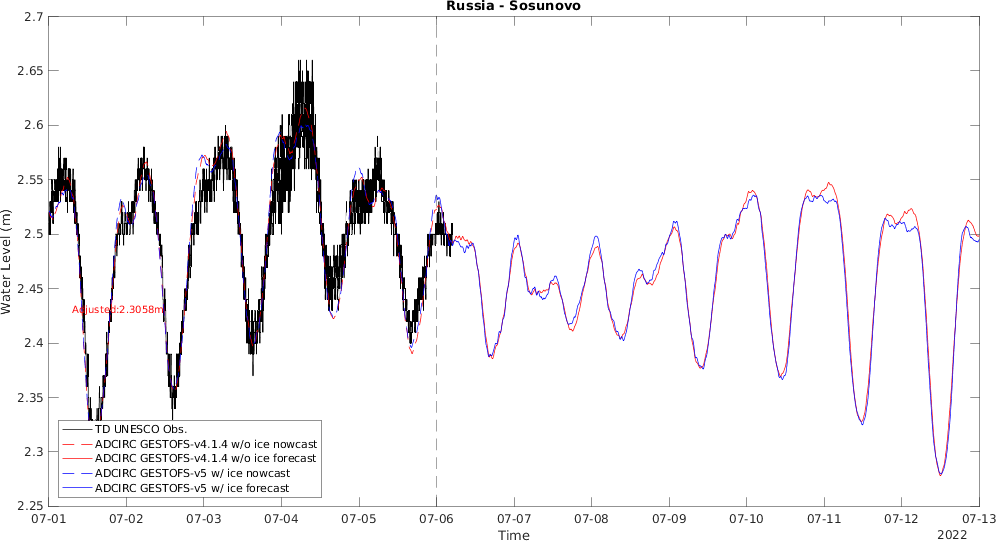 Russia - Sosunovo
2.7
2.65
2.6
2.55
2.5
2.45
2.4
2.35
2.3
2.25
Water Level (m)
Adjusted:2.3058m
TD UNESCO Obs.
ADCIRC GESTOFS-v4.1.4 w/o ice nowcast
ADCIRC GESTOFS-v4.1.4 w/o ice forecast
ADCIRC GESTOFS-v5 w/ ice nowcast
ADCIRC GESTOFS-v5 w/ ice forecast
07-01 07-02 07-03 07-04 07-05 07-06 07-07 07-08 07-09 07-10 07-11 07-12 07-13
Time
2022